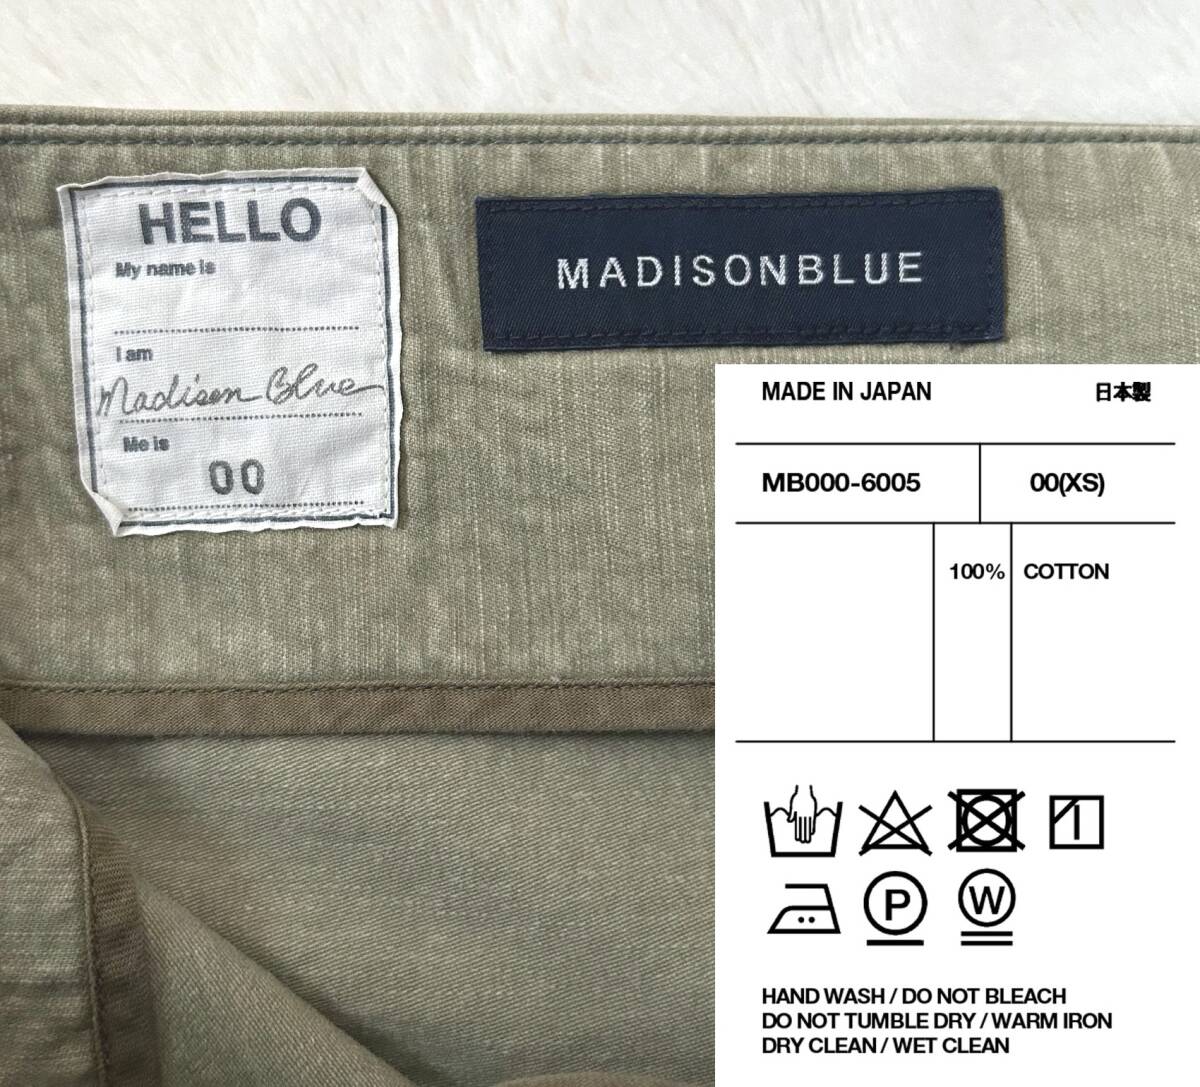 HELLO
My name is
I am
Madison Blue
Me is
00
MADISONBLUE
MADE IN JAPAN 日本製
MB000-6005 00(XS)
100% COTTON
P W
HAND WASH / DO NOT BLEACH
DO NOT TUMBLE DRY / WARM IRON
DRY CLEAN / WET CLEAN